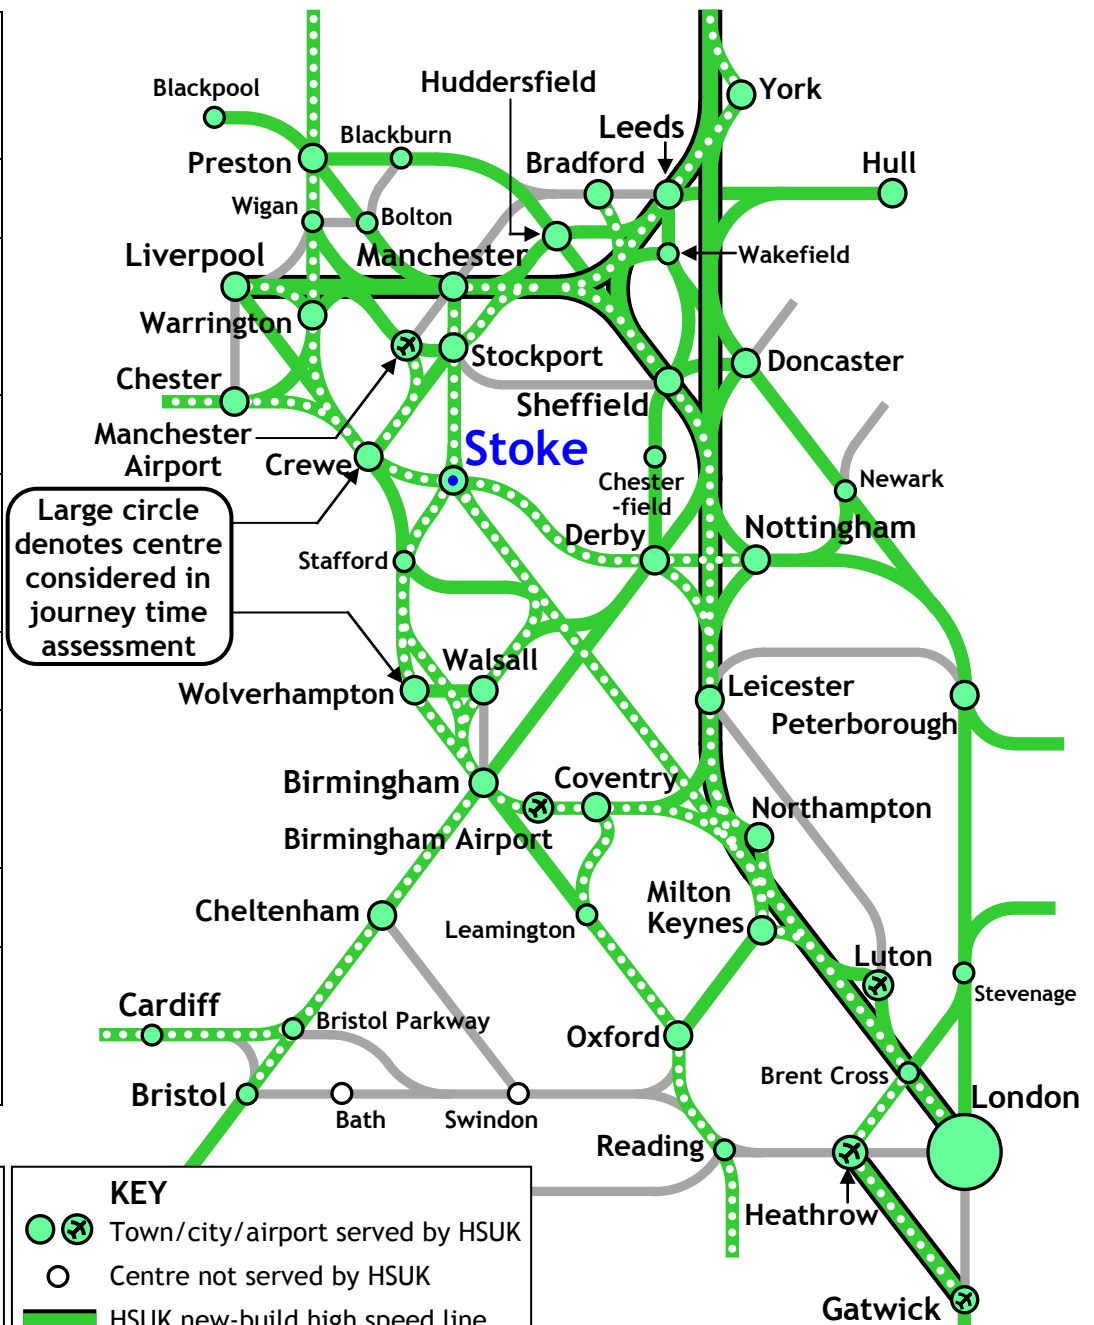 Huddersfield
York
Blackpool
Leeds
Blackburn
Bradford
Hull
Preston
Wigan
Bolton
Liverpool
Manchester
Wakefield
Warrington
Stockport
Doncaster
Chester
Sheffield
Manchester
Airport
Stoke
Crewe
Chester
-field
Newark
Large circle
denotes centre
considered in
journey time
assessment
Derby
Nottingham
Stafford
Walsall
Wolverhampton
Leicester
Peterborough
Birmingham
Coventry
Northampton
Birmingham Airport
Milton
Keynes
Cheltenham
Leamington
Luton
Stevenage
Cardiff
Bristol Parkway
Oxford
Brent Cross
Bristol
Bath
Swindon
London
Reading
Heathrow
Gatwick
KEY
Town/city/airport served by HSUK
Centre not served by HSUK
HSUK new-build high speed line